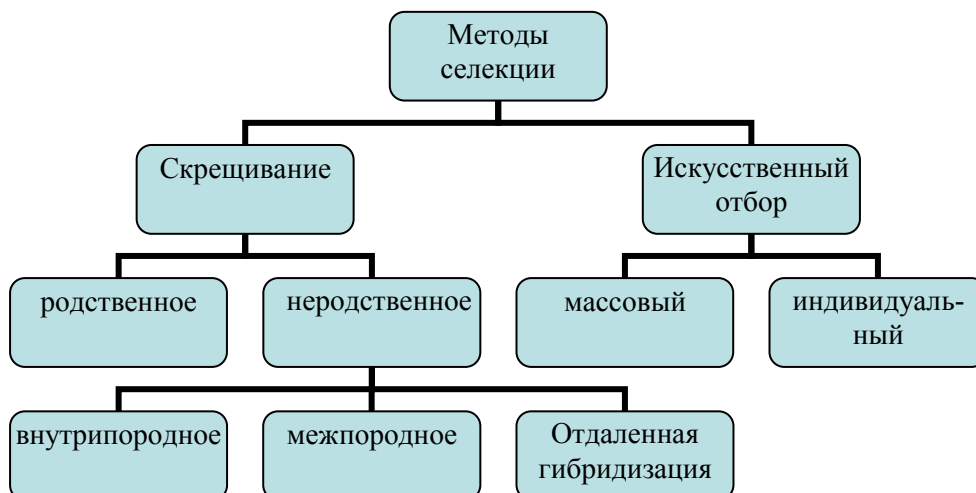 Методы
селекции
Скрещивание
Искусственный
отбор
родственное
неродственное
массовый
индивидуаль-
ный
внутрипородное
межпородное
Отдаленная
гибридизация